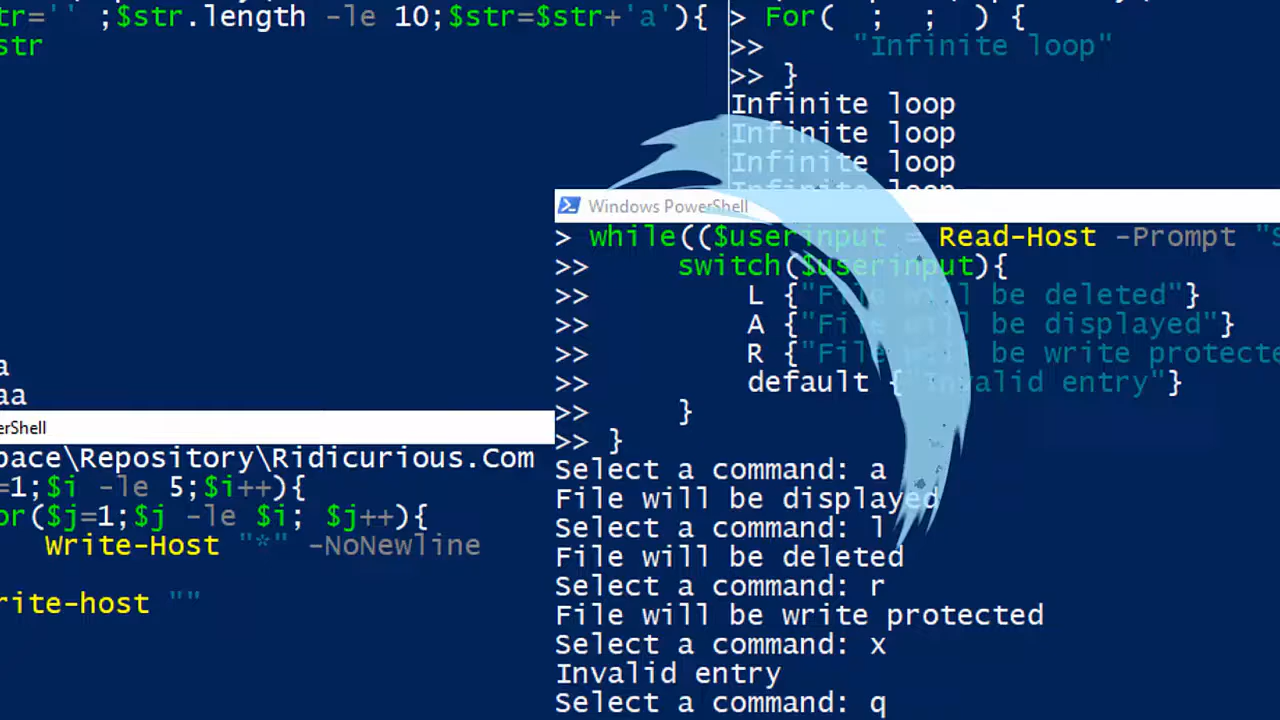 tr='' ;$str.length -le 10;$str=$str+'a'){
str
a
aa
> For( ; ; ) {
>> "Infinite loop"
>> }
Infinite loop
Infinite loop
Infinite loop
Infinite loop
erShell
pace\Repository\Ridicurious.Com
=1;$i -le 5;$i++){
or($j=1;$j -le $i; $j++){
Write-Host "*" -NoNewline
rite-host ""
Windows PowerShell
> while(($userinput = Read-Host -Prompt "S
>> switch($userinput){
>> L {"File will be deleted"}
>> A {"File will be displayed"}
>> R {"File will be write protecte
>> default {"Invalid entry"}
>> }
>> }
Select a command: a
File will be displayed
Select a command: l
File will be deleted
Select a command: r
File will be write protected
Select a command: x
Invalid entry
Select a command: q